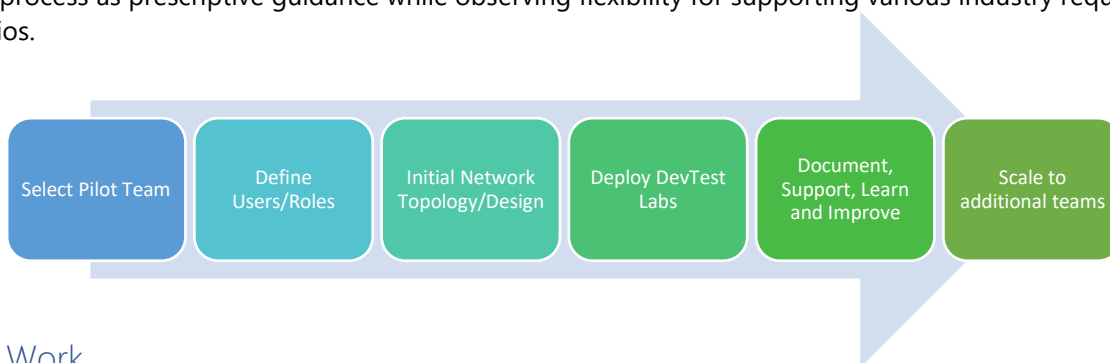 process as prescriptive guidance while observing flexibility for supporting various industry requ
ios.
Select Pilot Team
Define
Users/Roles
Initial Network
Topology/Design
Deploy DevTest
Labs
Document,
Support, Learn
and Improve
Scale to
additional teams
Work